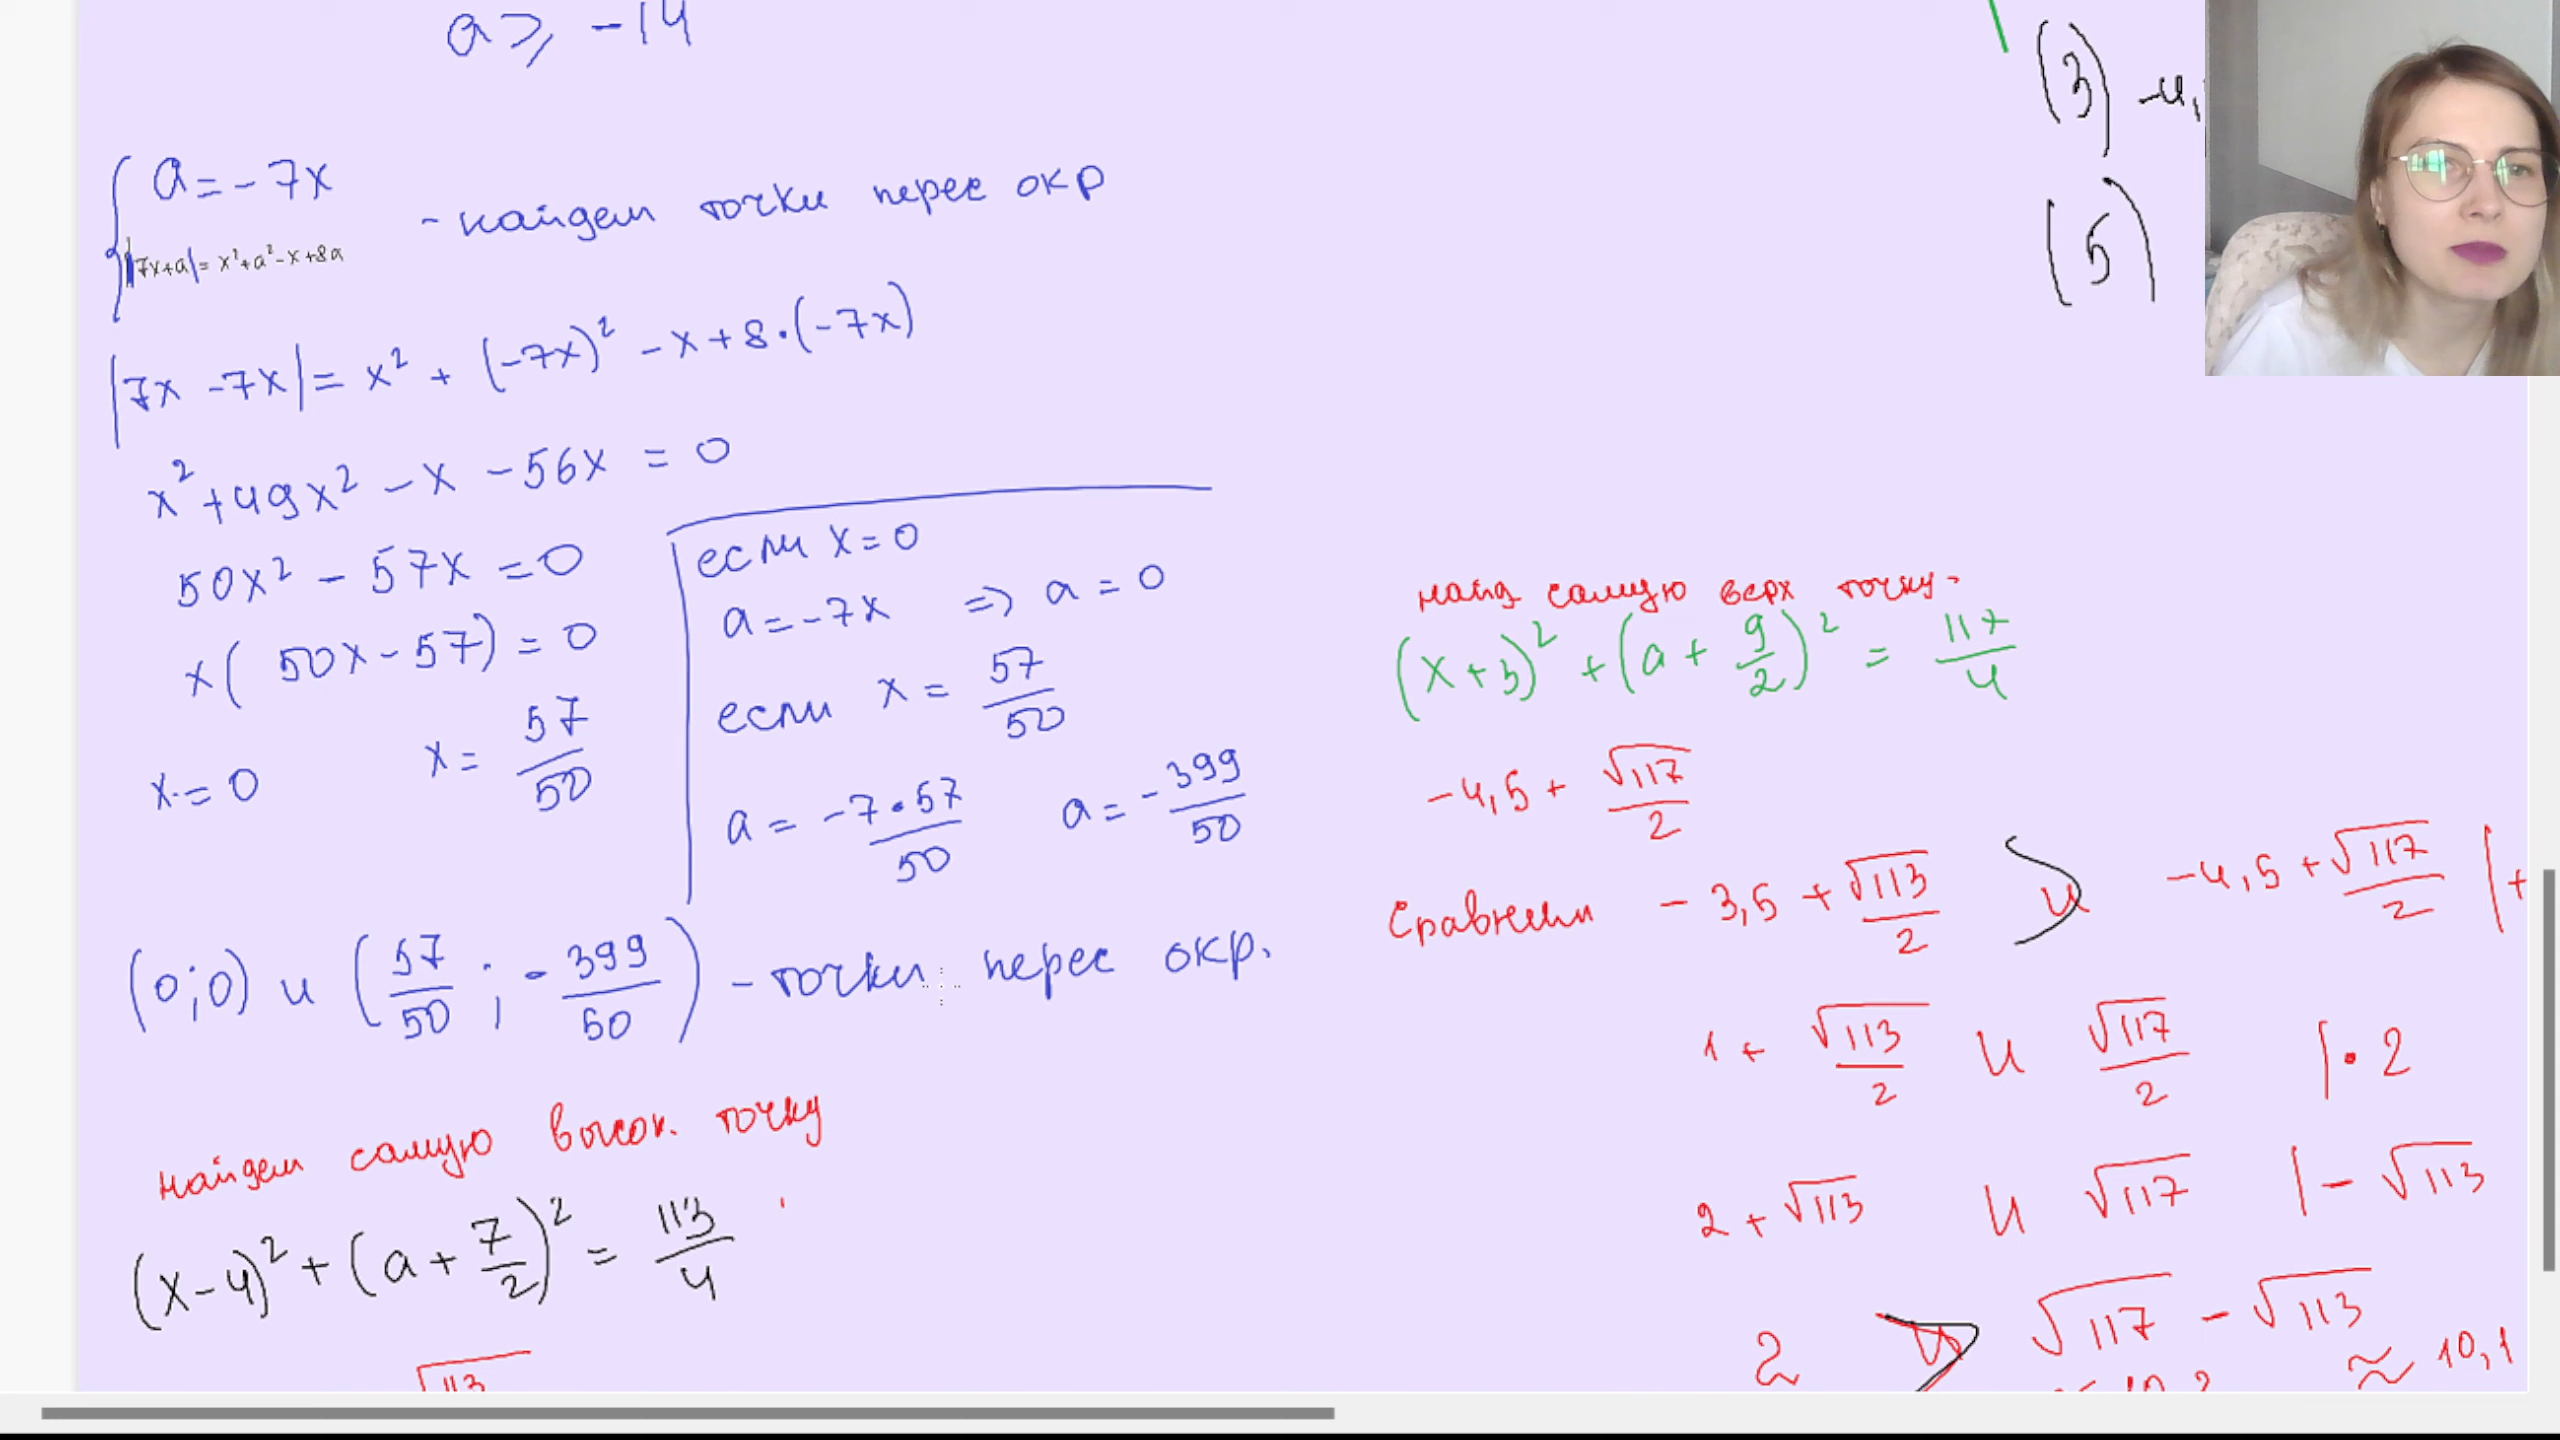 a ⩾ -14
a = -7x
|7x+a| = x²+a²-x+8a
- найдем точки перес окр
|7x -7x| = x² + (-7x)² - x + 8·(-7x)
x² + 49x² - x - 56x = 0
50x² - 57x = 0
x( 50x - 57) = 0
x = 0    x = 57/50
если x = 0
a = -7x => a = 0
если x = 57/50
a = -7·57/50    a = -399/50
(0;0) и (57/50 ; -399/50) - точки перес окр.
найдем самую высок. точку
(x-4)² + (a + 7/2)² = 113/4
√113
(3) -4,
(5)
найд самую верх точку
(x+3)² + (a + 9/2)² = 117/4
-4,5 + √117/2
Сравним - 3,5 + √113/2 и -4,5 + √117/2 | +
1 + √113/2 и √117/2 | · 2
2 + √113 и √117 | - √113
2 > √117 - √113
≈ 10,1